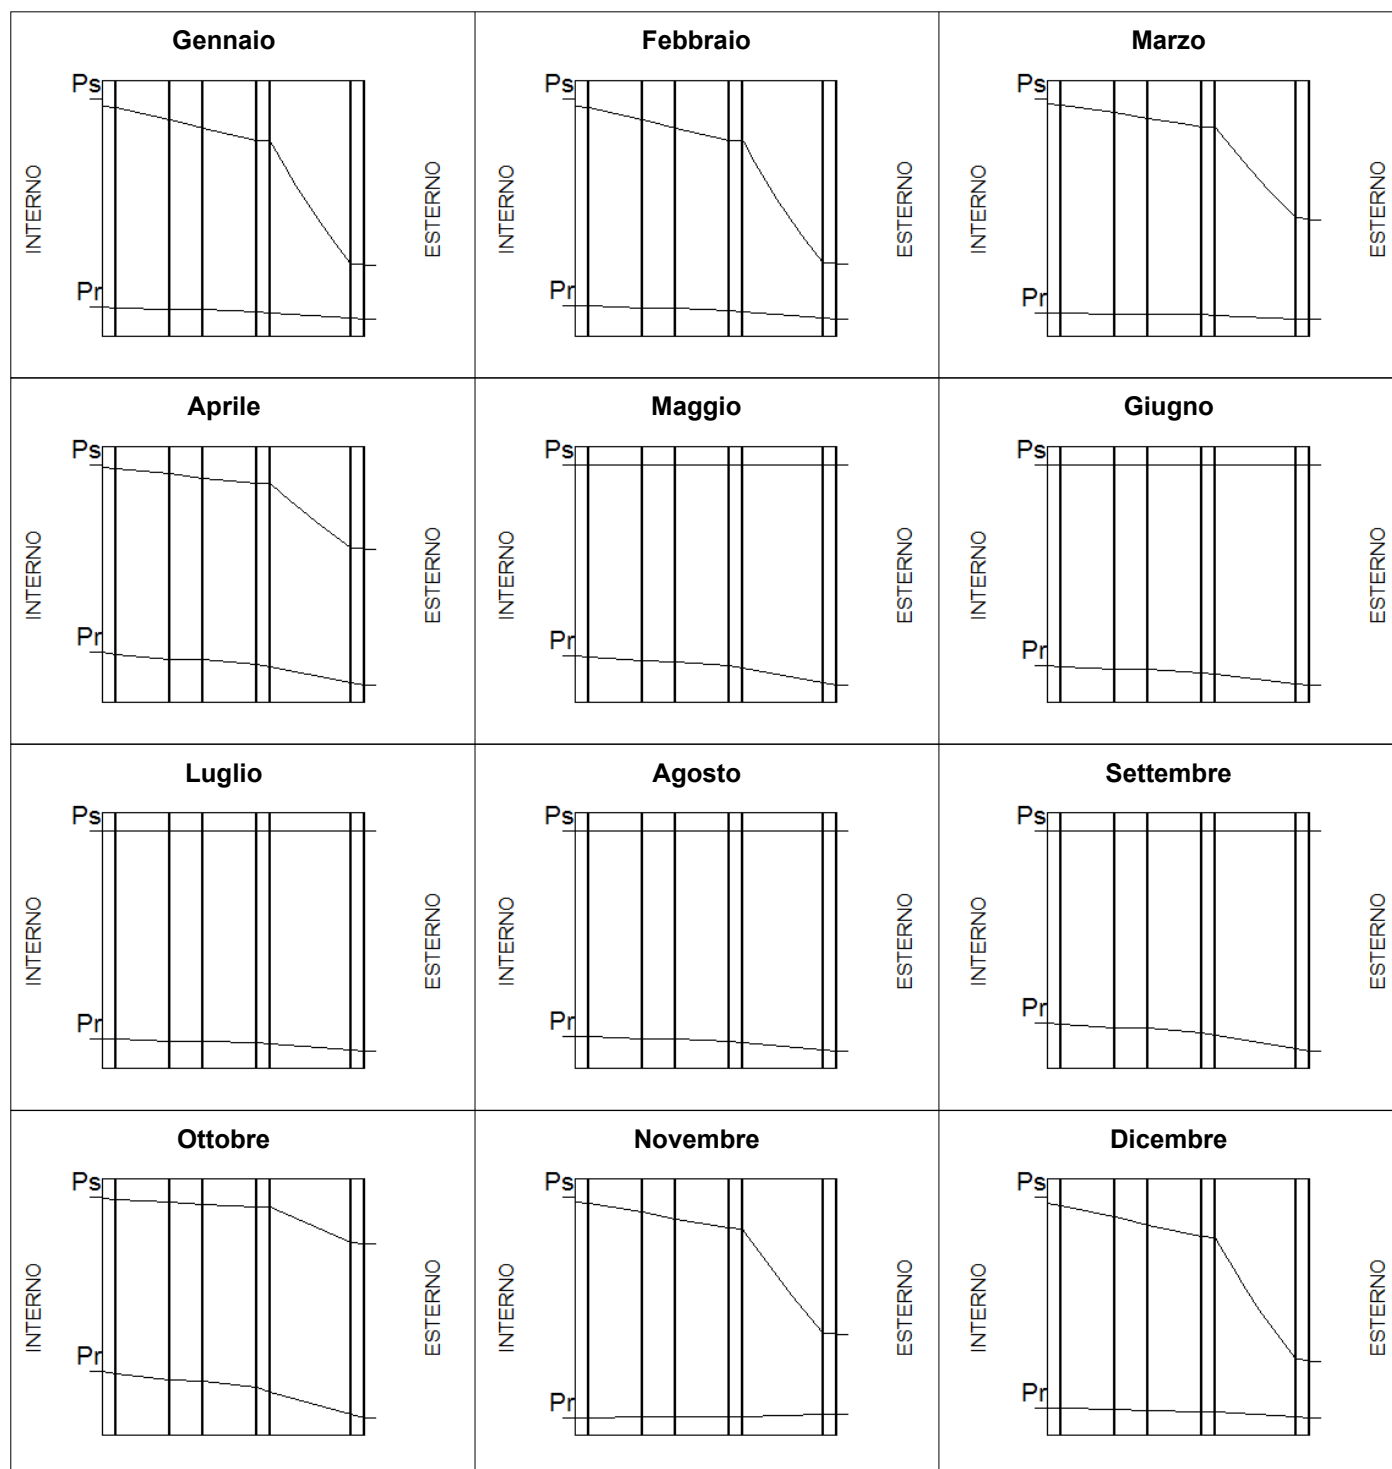 Gennaio
Febbraio
Marzo
Ps
Ps
Ps
INTERNO
ESTERNO
INTERNO
ESTERNO
INTERNO
ESTERNO
Pr
Pr
Pr
Aprile
Maggio
Giugno
Ps
Ps
Ps
INTERNO
ESTERNO
INTERNO
ESTERNO
INTERNO
ESTERNO
Pr
Pr
Pr
Luglio
Agosto
Settembre
Ps
Ps
Ps
INTERNO
ESTERNO
INTERNO
ESTERNO
INTERNO
ESTERNO
Pr
Pr
Pr
Ottobre
Novembre
Dicembre
Ps
Ps
Ps
INTERNO
ESTERNO
INTERNO
ESTERNO
INTERNO
ESTERNO
Pr
Pr
Pr